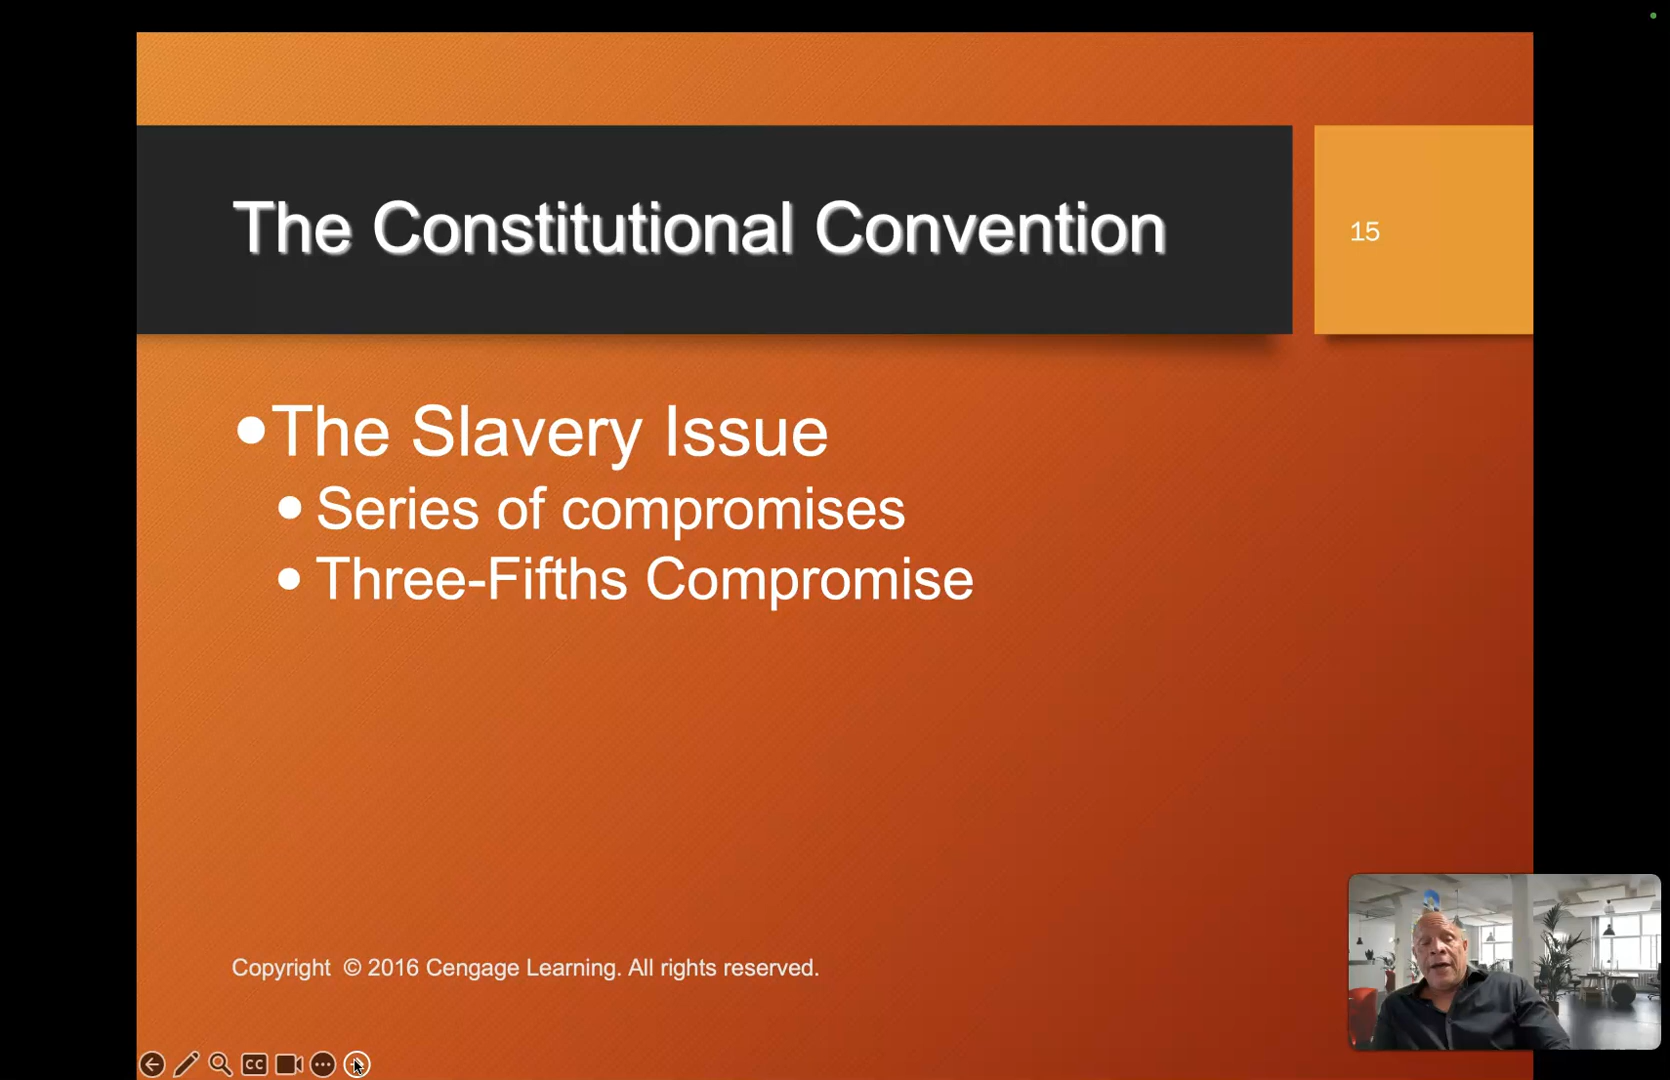 The Constitutional Convention
15
•The Slavery Issue
• Series of compromises
• Three-Fifths Compromise
Copyright © 2016 Cengage Learning. All rights reserved.
CC